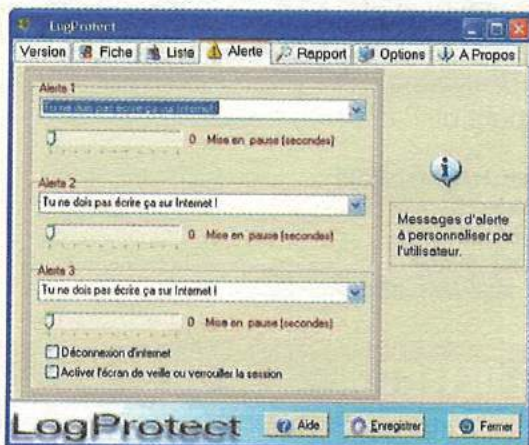 LogProtect
Version Fiche Liste Alerte Rapport Options A Propos
Alerte 1
Tu ne dois pas écrire ça sur Internet !
0 Mise en pause (secondes)
Alerte 2
Tu ne dois pas écrire ça sur Internet !
0 Mise en pause (secondes)
Alerte 3
Tu ne dois pas écrire ça sur Internet !
0 Mise en pause (secondes)
Déconnexion d'internet
Activer l'écran de veille ou verrouiller la session
Messages d'alerte
à personnaliser par
l'utilisateur.
LogProtect Aide Enregistrer Fermer